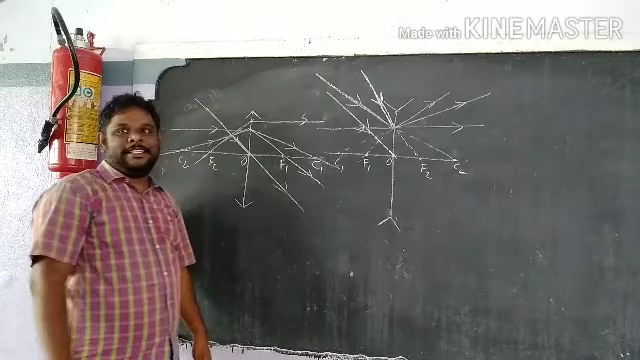 Made with KINEMASTER
C₂ F₂ O F₁ C₁ C₁ F₁ O F₂ C₂